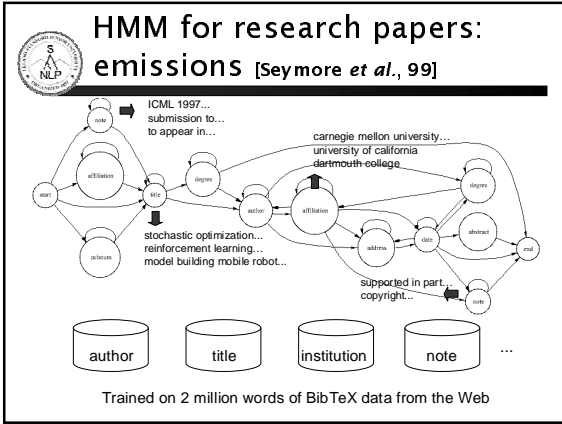 HMM for research papers:
emissions [Seymore et al., 99]
S
NLP
note
ICML 1997...
submission to...
to appear in...
carnegie mellon university...
university of california
dartmouth college
affiliation
degree
degree
start
title
author
affiliation
stochastic optimization...
reinforcement learning...
model building mobile robot...
pubnum
address
date
abstract
end
supported in part...
copyright...
note
author
title
institution
note
...
Trained on 2 million words of BibTeX data from the Web